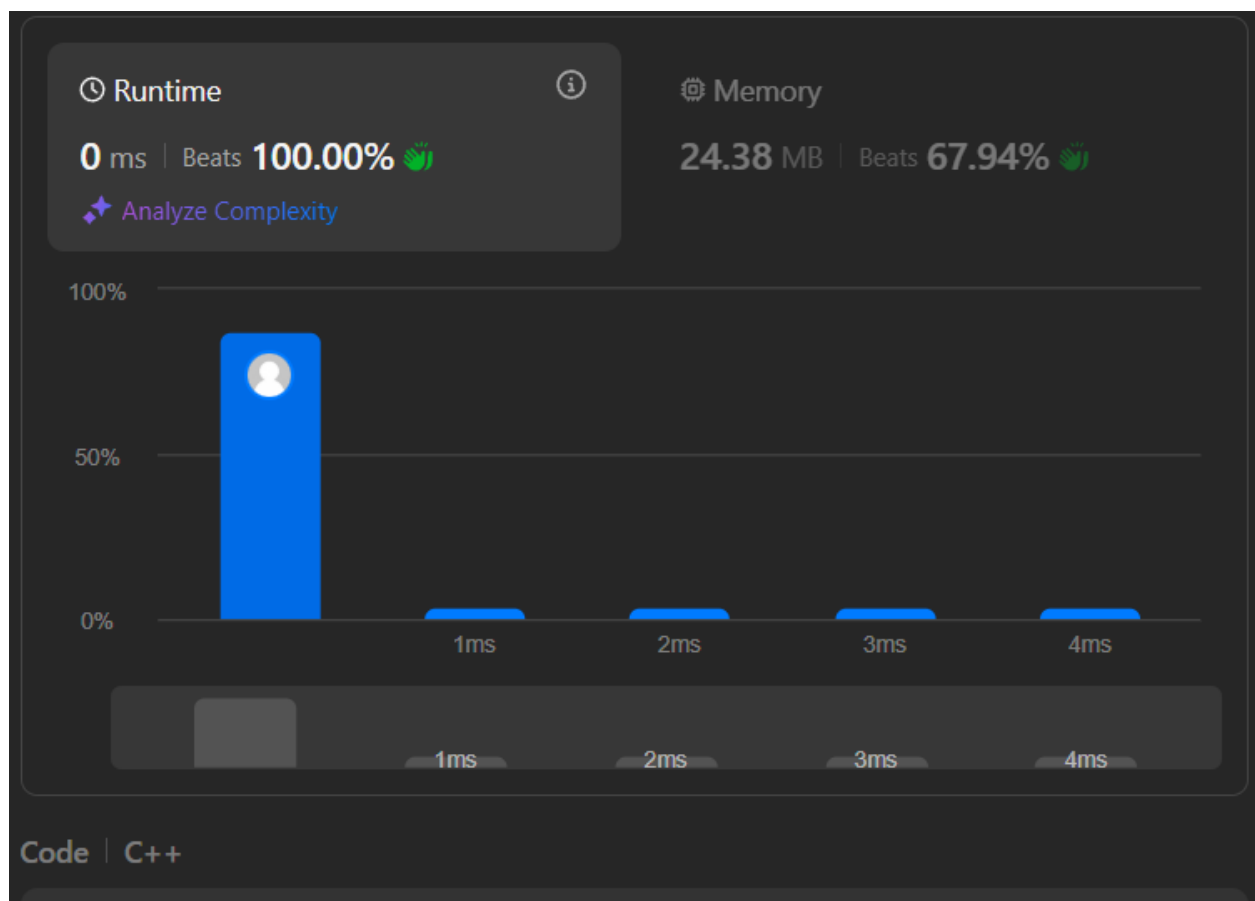 Runtime
0 ms | Beats 100.00%
Analyze Complexity
Memory
24.38 MB | Beats 67.94%
100%
50%
0%
1ms 2ms 3ms 4ms
1ms 2ms 3ms 4ms
Code | C++